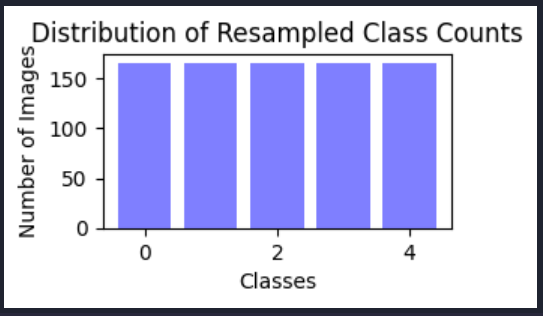 Distribution of Resampled Class Counts
Number of Images
150
100
50
0
0 2 4
Classes